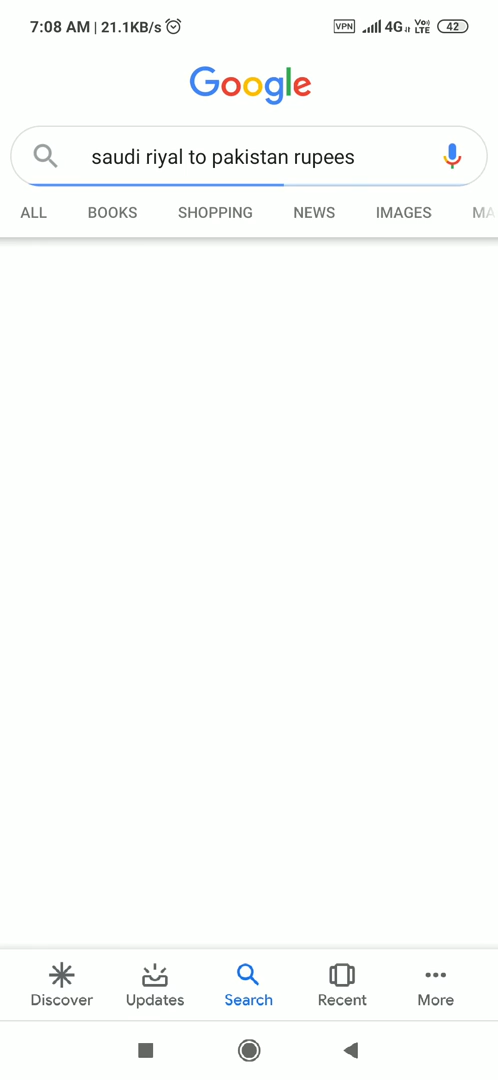 7:08 AM | 21.1KB/s VPN 4G Vo) LTE 42
Google
saudi riyal to pakistan rupees
ALL BOOKS SHOPPING NEWS IMAGES MA
Discover Updates Search Recent More